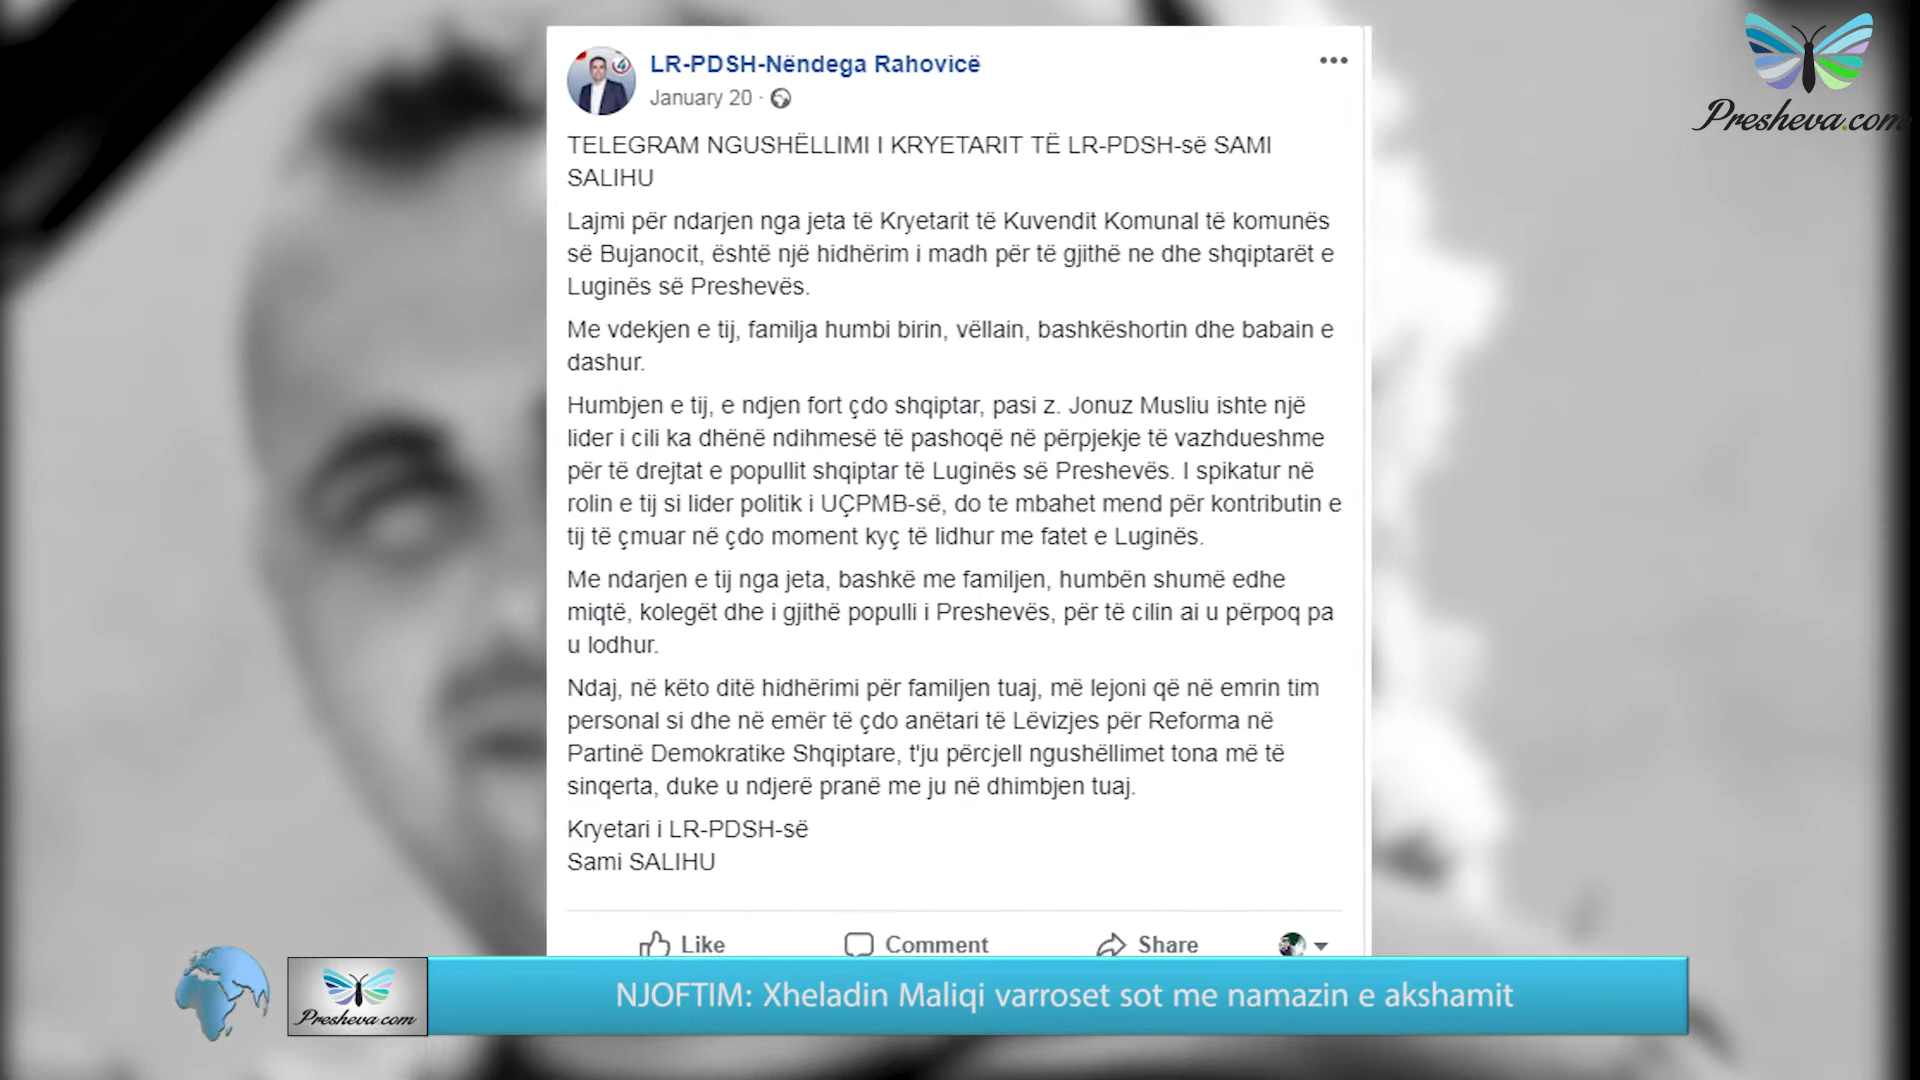 Presheva.com
LR-PDSH-Nëndega Rahovicë
January 20 ·
TELEGRAM NGUSHËLLIMI I KRYETARIT TË LR-PDSH-së SAMI
SALIHU
Lajmi për ndarjen nga jeta të Kryetarit të Kuvendit Komunal të komunës
së Bujanocit, është një hidhërim i madh për të gjithë ne dhe shqiptarët e
Luginës së Preshevës.
Me vdekjen e tij, familja humbi birin, vëllain, bashkëshortin dhe babain e
dashur.
Humbjen e tij, e ndjen fort çdo shqiptar, pasi z. Jonuz Musliu ishte një
lider i cili ka dhënë ndihmesë të pashoqë në përpjekje të vazhdueshme
për të drejtat e popullit shqiptar të Luginës së Preshevës. I spikatur në
rolin e tij si lider politik i UÇPMB-së, do te mbahet mend për kontributin e
tij të çmuar në çdo moment kyç të lidhur me fatet e Luginës.
Me ndarjen e tij nga jeta, bashkë me familjen, humbën shumë edhe
miqtë, kolegët dhe i gjithë populli i Preshevës, për të cilin ai u përpoq pa
u lodhur.
Ndaj, në këto ditë hidhërimi për familjen tuaj, më lejoni që në emrin tim
personal si dhe në emër të çdo anëtari të Lëvizjes për Reforma në
Partinë Demokratike Shqiptare, t'ju përcjell ngushëllimet tona më të
sinqerta, duke u ndjerë pranë me ju në dhimbjen tuaj.
Kryetari i LR-PDSH-së
Sami SALIHU
Like Comment Share
Presheva.com
NJOFTIM: Xheladin Maliqi varroset sot me namazin e akshamit